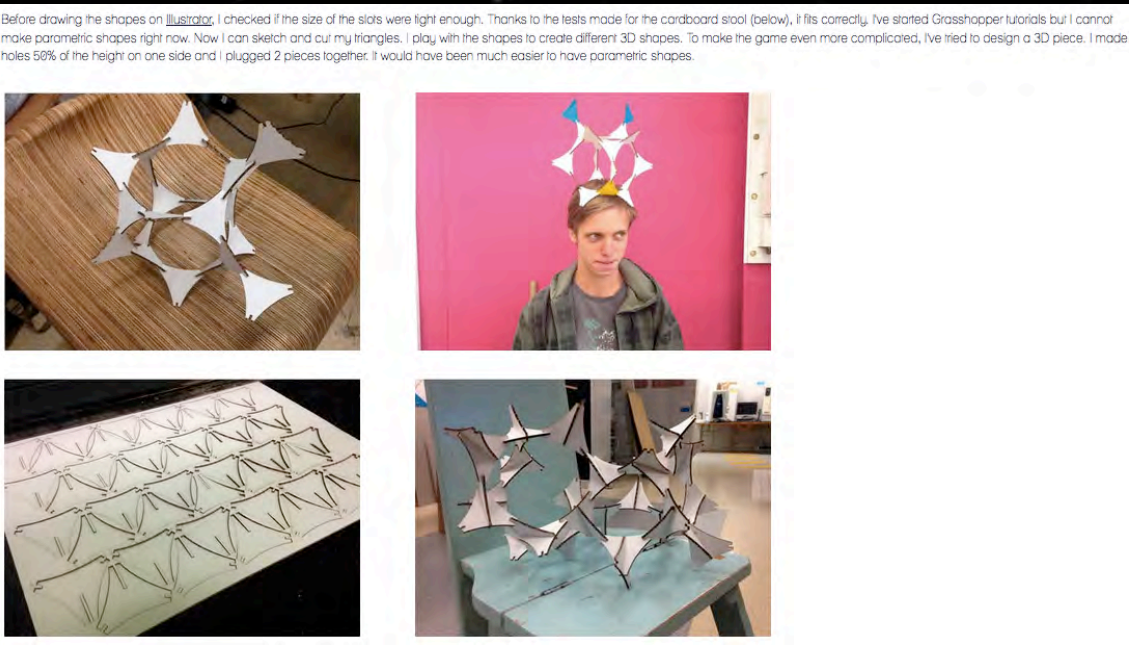 Before drawing the shapes on Illustrator, I checked if the size of the slots were tight enough. Thanks to the tests made for the cardboard stool (below), it fits correctly. I've started Grasshopper tutorials but I cannot
make parametric shapes right now. Now I can sketch and cut my triangles. I play with the shapes to create different 3D shapes. To make the game even more complicated, I've tried to design a 3D piece. I made
holes 50% of the height on one side and I plugged 2 pieces together. It would have been much easier to have parametric shapes.